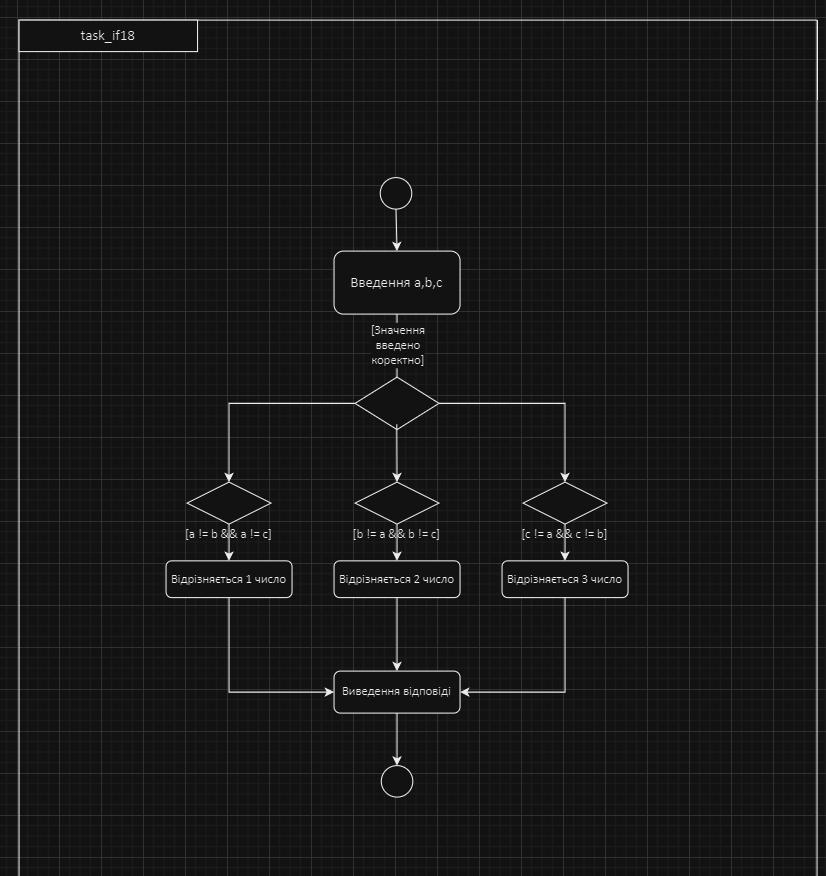 task_if18
Введення a,b,c
[Значення
введено
коректно]
[a != b && a != c]
[b != a && b != c]
[c != a && c != b]
Відрізняється 1 число
Відрізняється 2 число
Відрізняється 3 число
Виведення відповіді